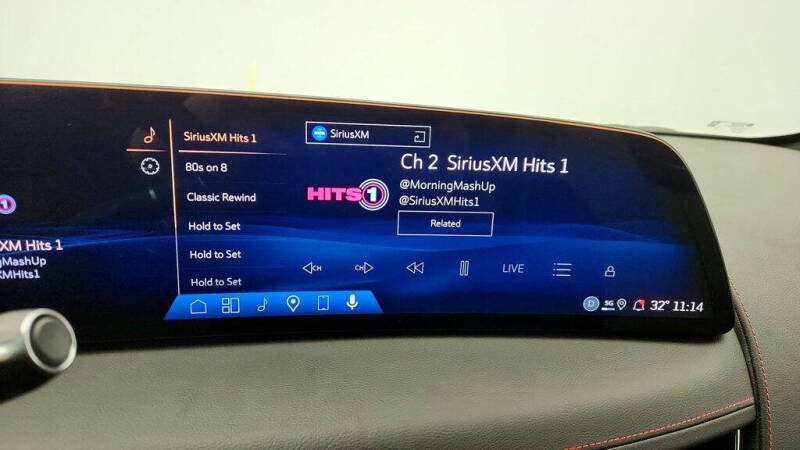 SiriusXM Hits 1
80s on 8
Classic Rewind
Hold to Set
Hold to Set
Hold to Set
SiriusXM
Ch 2 SiriusXM Hits 1
@MorningMashUp
@SiriusXMHits1
HITS 1
Related
XM Hits 1
gMashUp
XMHits1
CH
CH
LIVE
D
5G
32° 11:14